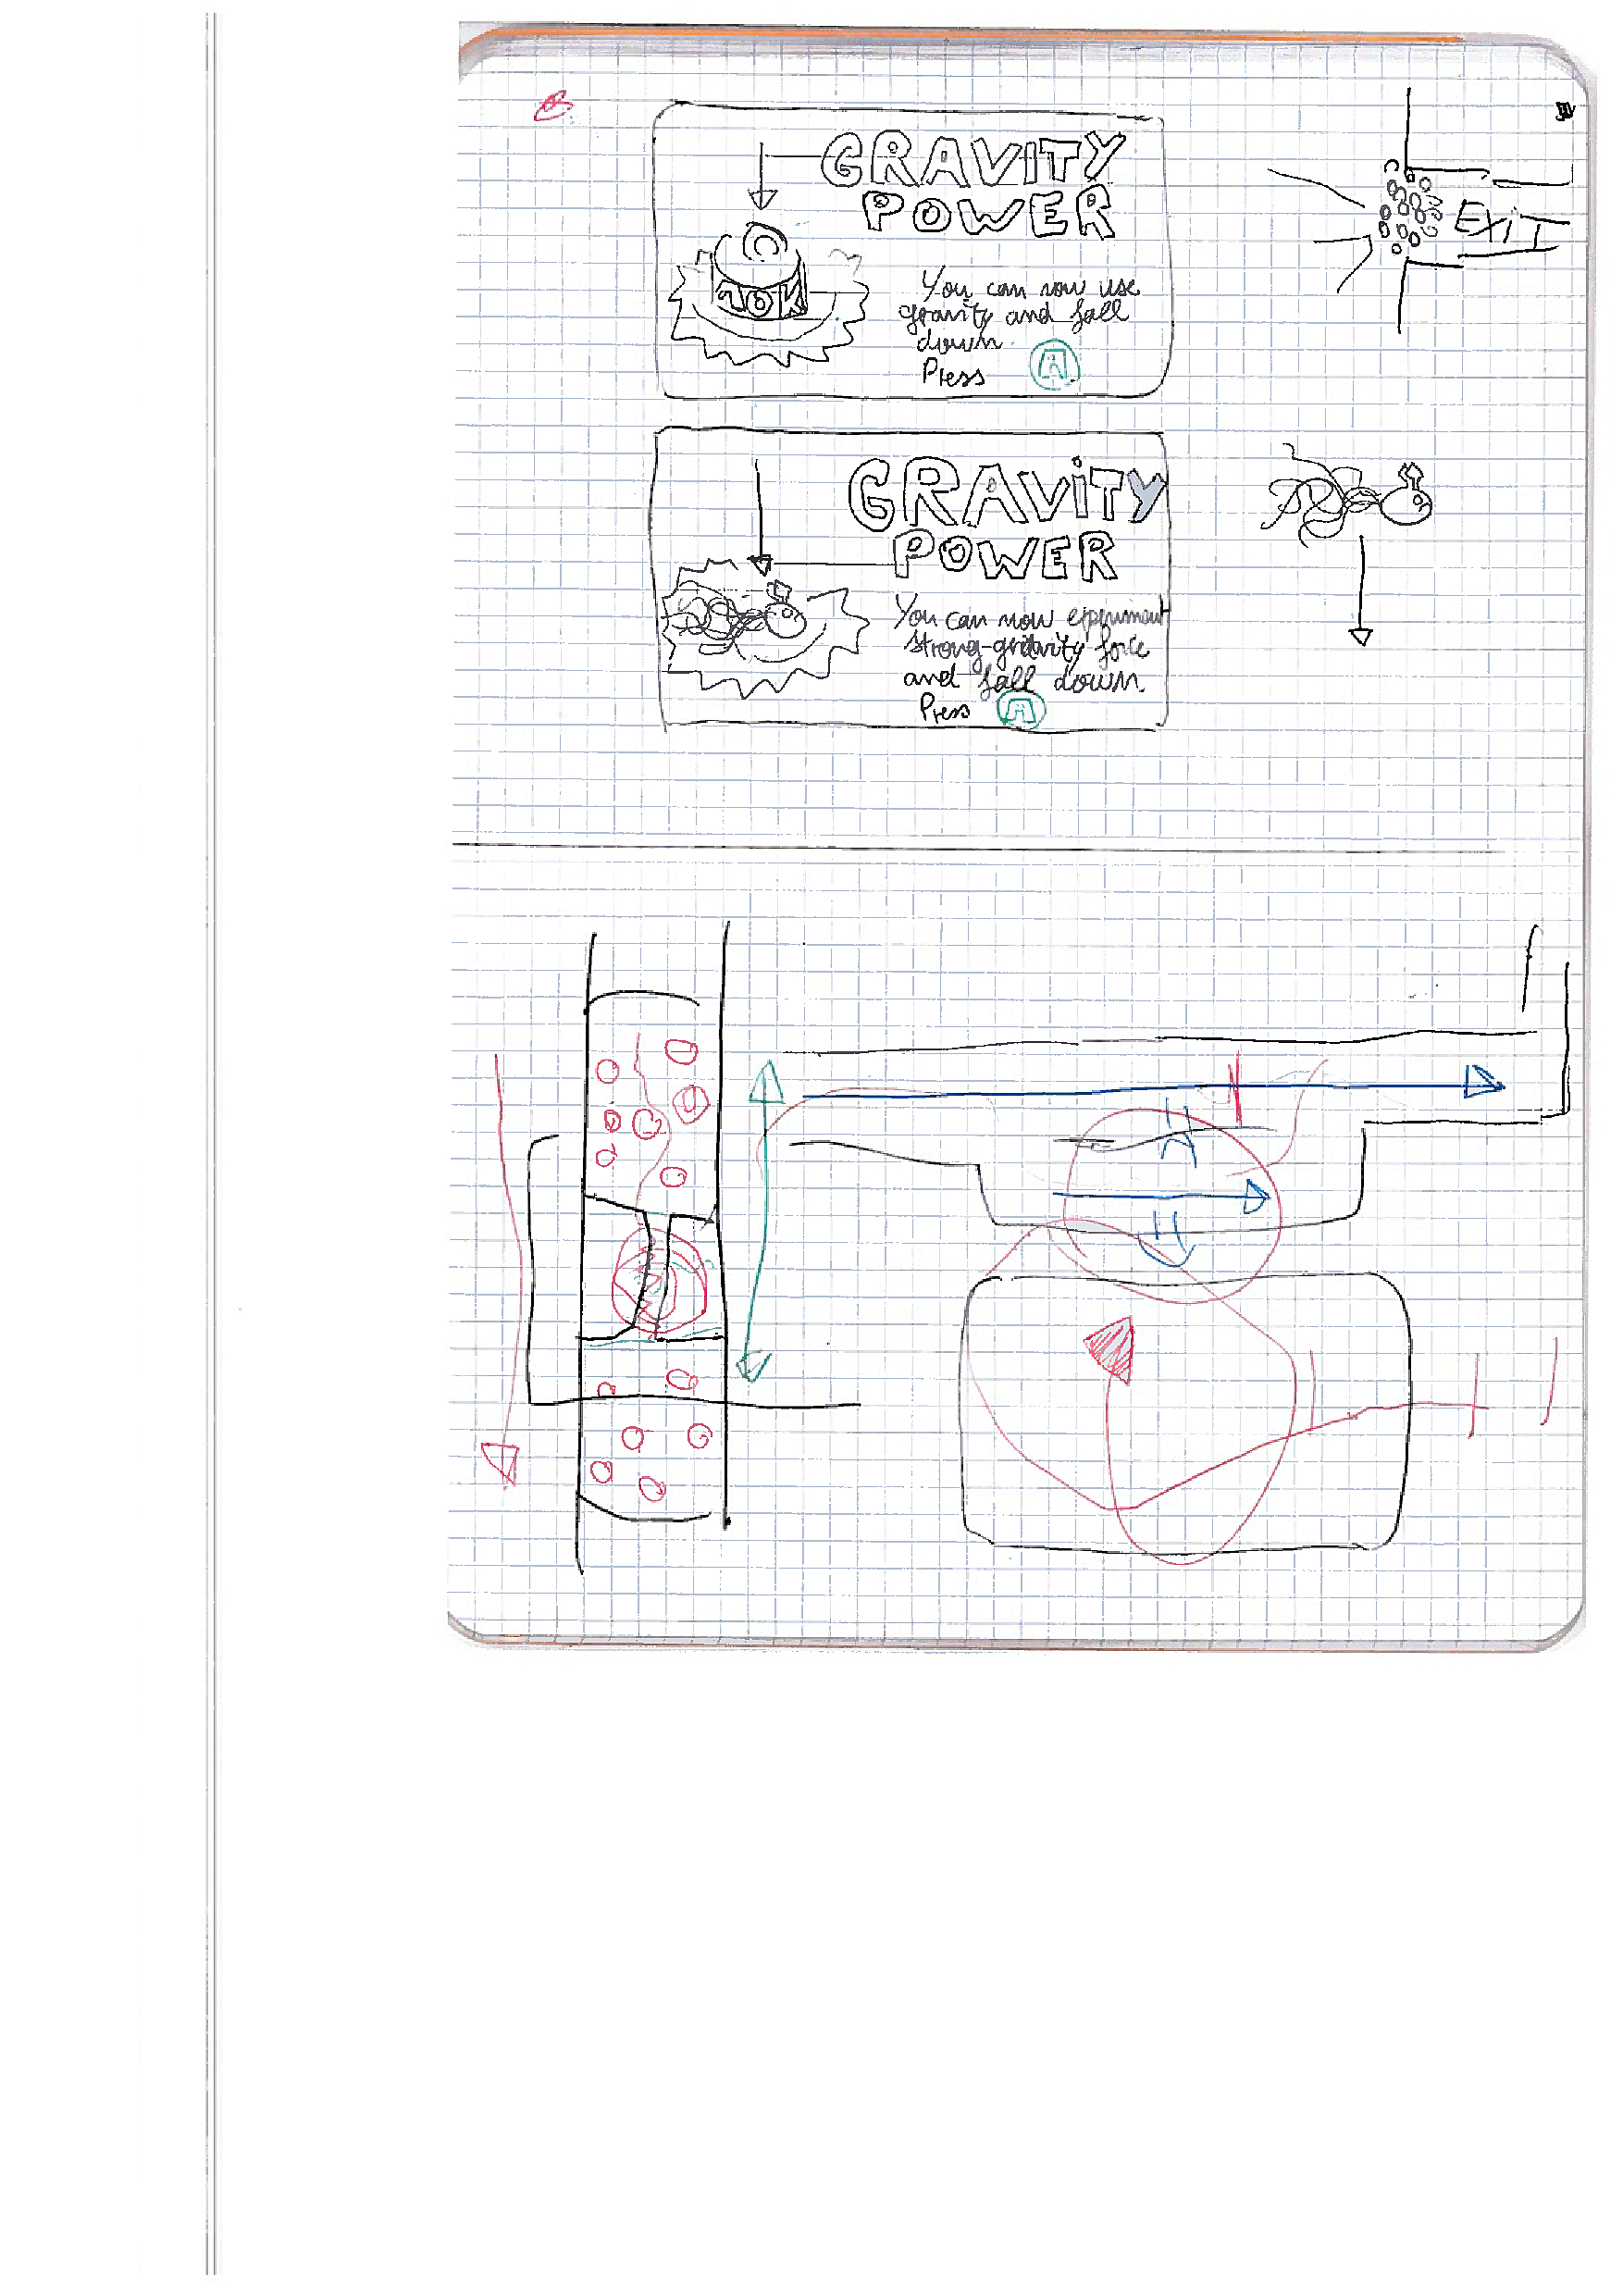 GRAVITY
POWER
10K
You can now use
gravity and fall
down.
Press A
EXIT
GRAVITY
POWER
You can now
strong gravity force
and fall down.
Press A